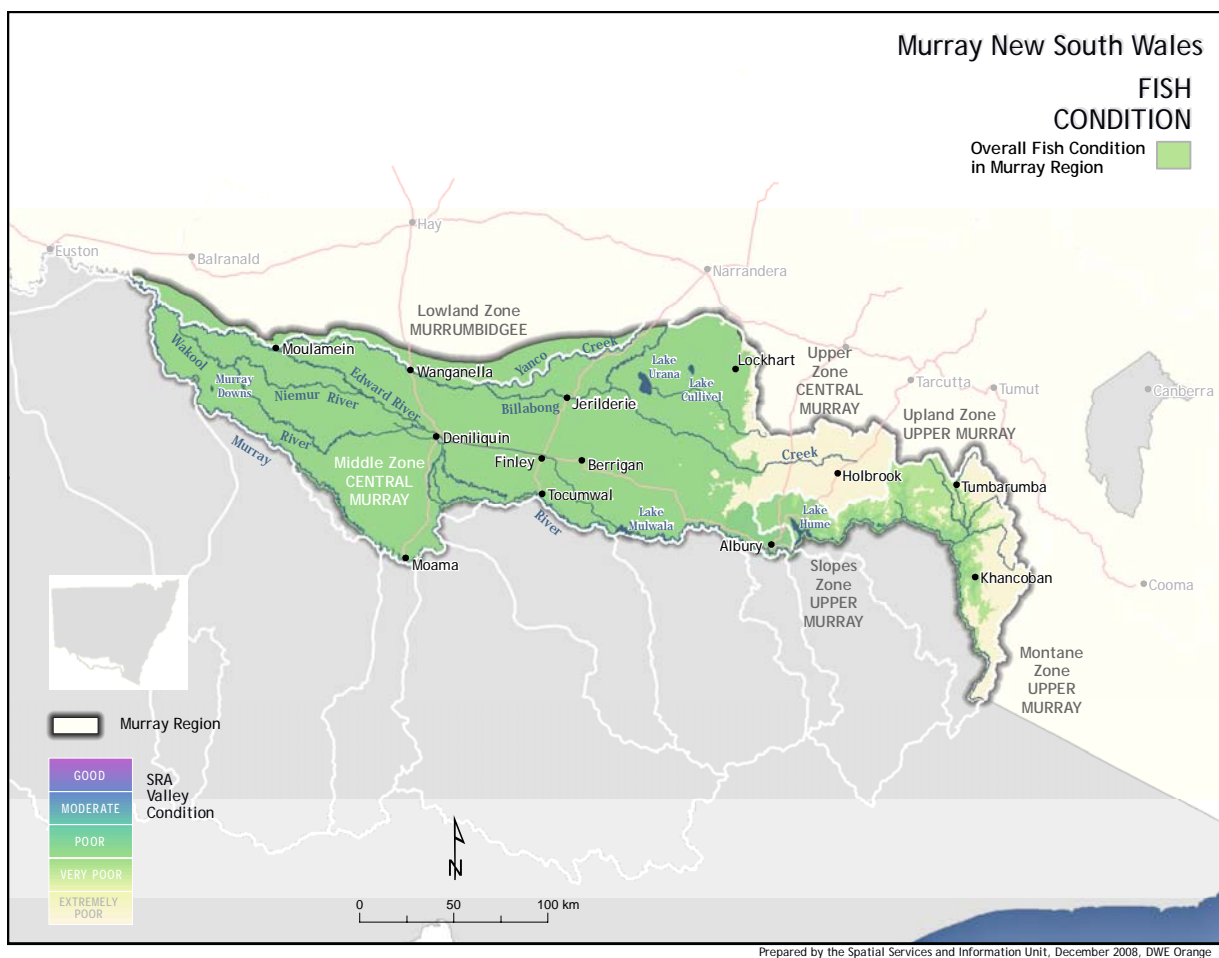 Murray New South Wales
FISH
CONDITION
Overall Fish Condition
in Murray Region
Hay
Euston
Balranald
Narrandera
Lowland Zone
MURRUMBIDGEE
Moulamein
Wanganella
Yanco
Creek
Lake
Urana
Lake
Cullivel
Lockhart
Upper
Zone
CENTRAL
MURRAY
Tarcutta
Tumut
Canberra
Wakool
Murray
Downs
Niemur River
Edward River
Billabong
Jerilderie
Upland Zone
UPPER MURRAY
River
Murray
Deniliquin
Finley
Berrigan
Creek
Holbrook
Tumbarumba
Middle Zone
CENTRAL
MURRAY
Tocumwal
River
Lake
Mulwala
Lake
Hume
Albury
Moama
Slopes
Zone
UPPER
MURRAY
Khancoban
Cooma
Montane
Zone
UPPER
MURRAY
Murray Region
GOOD
MODERATE
POOR
VERY POOR
EXTREMELY
POOR
SRA
Valley
Condition
N
0 50 100 km
Prepared by the Spatial Services and Information Unit, December 2008, DWE Orange